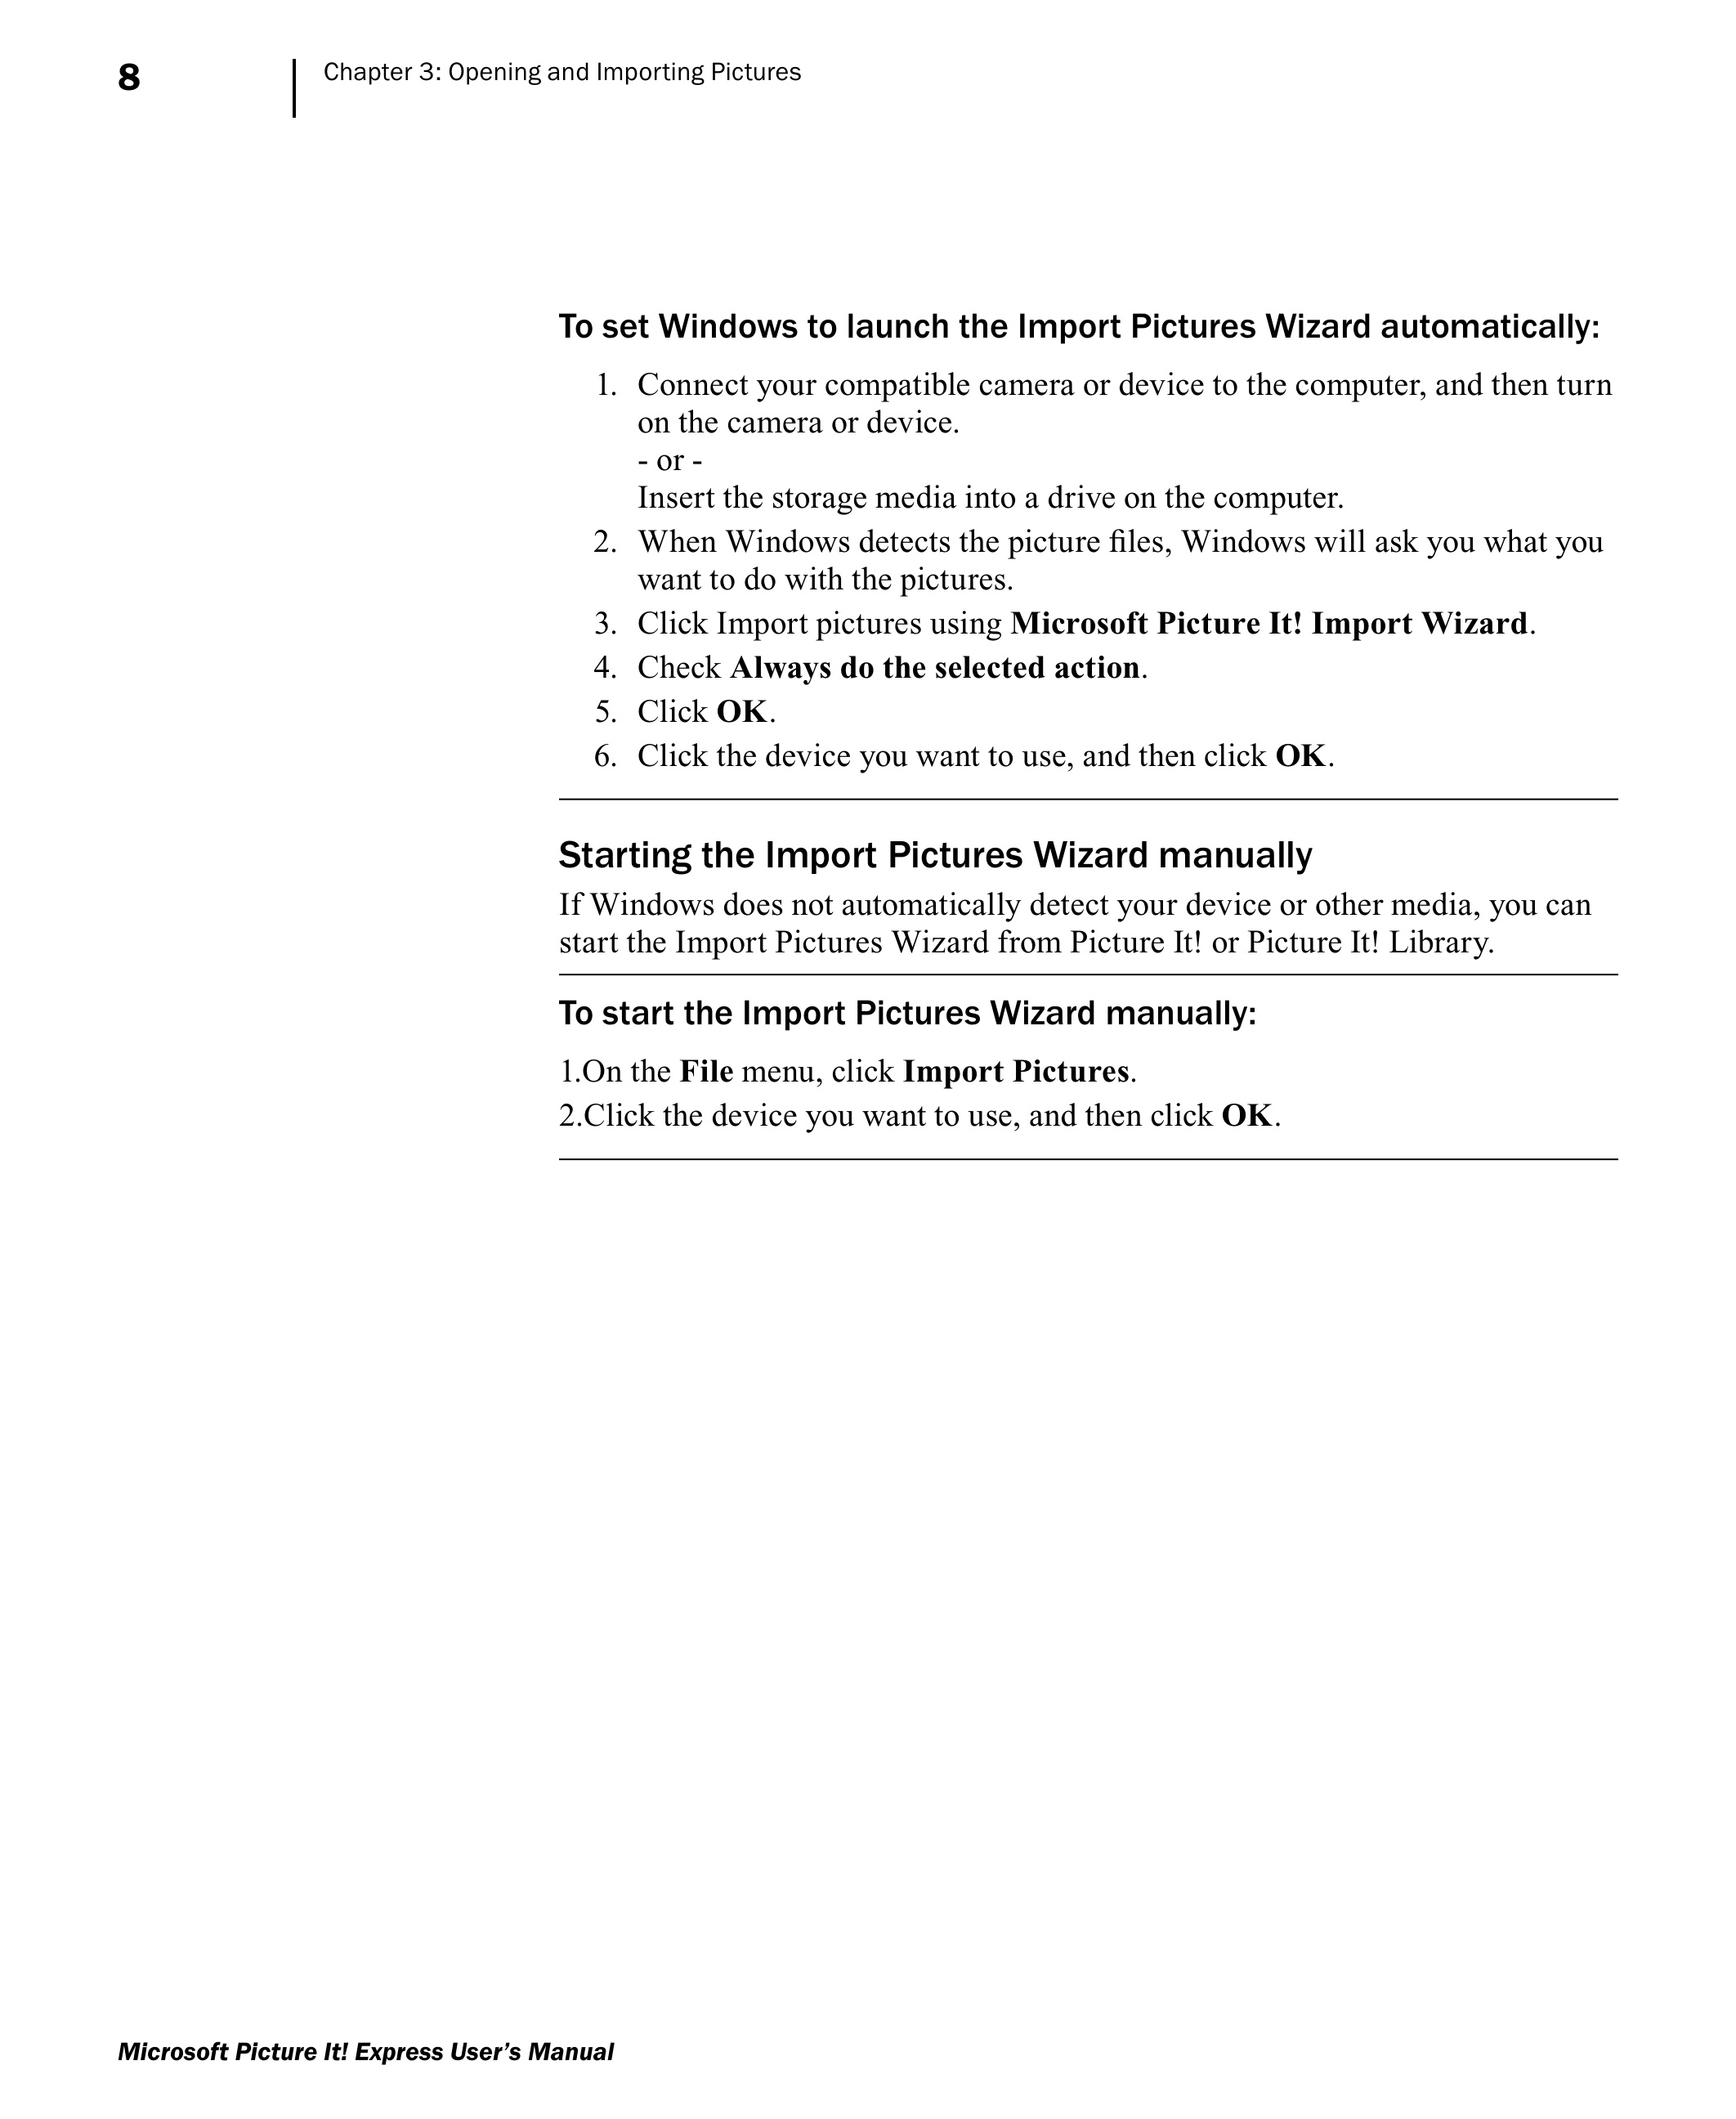 8
Chapter 3: Opening and Importing Pictures
To set Windows to launch the Import Pictures Wizard automatically:
1. Connect your compatible camera or device to the computer, and then turn
on the camera or device.
- or -
Insert the storage media into a drive on the computer.
2. When Windows detects the picture files, Windows will ask you what you
want to do with the pictures.
3. Click Import pictures using Microsoft Picture It! Import Wizard.
4. Check Always do the selected action.
5. Click OK.
6. Click the device you want to use, and then click OK.
Starting the Import Pictures Wizard manually
If Windows does not automatically detect your device or other media, you can
start the Import Pictures Wizard from Picture It! or Picture It! Library.
To start the Import Pictures Wizard manually:
1.On the File menu, click Import Pictures.
2.Click the device you want to use, and then click OK.
Microsoft Picture It! Express User’s Manual